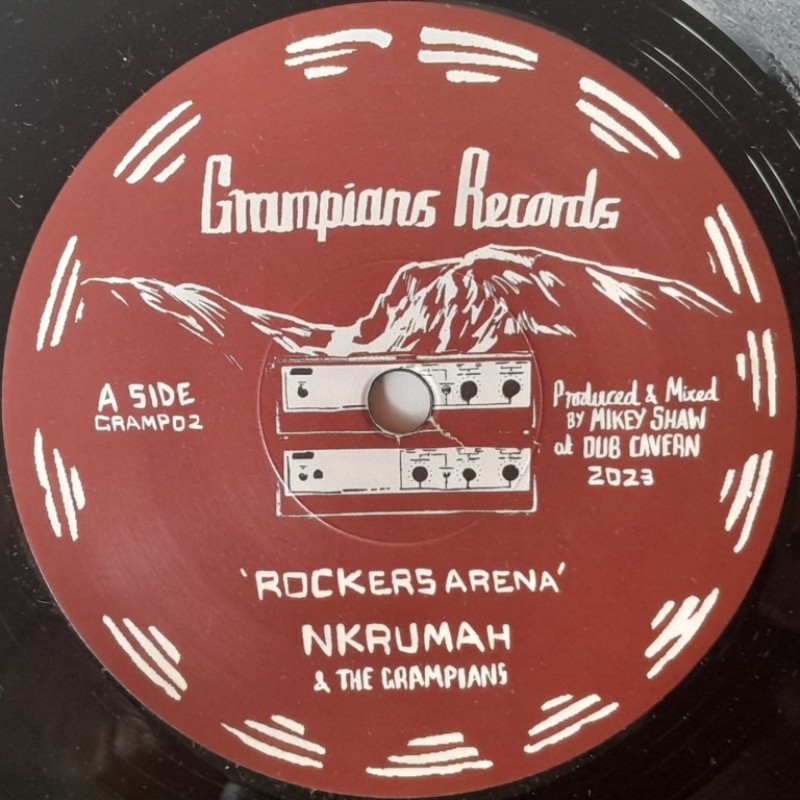 Grampians Records
A SIDE
GRAMP02
Produced & Mixed
BY MIKEY SHAW
at DUB CAVERN
2023
'ROCKERS ARENA'
NKRUMAH
& THE GRAMPIANS